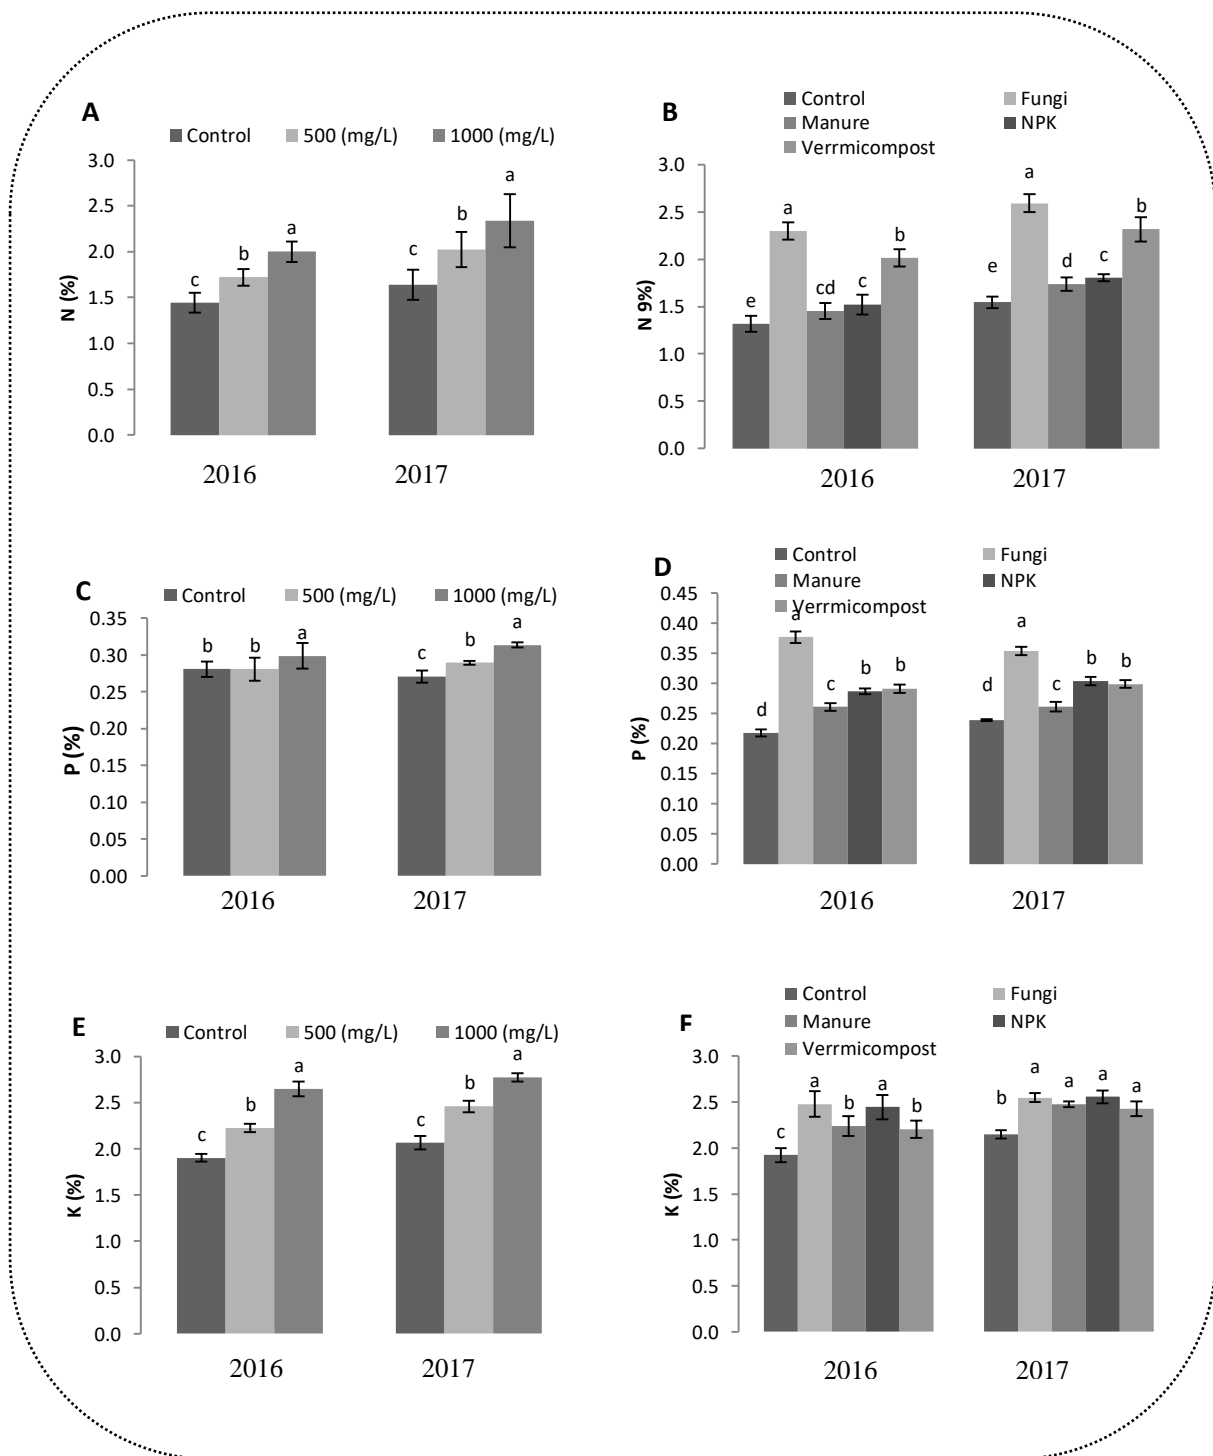 A
Control 500 (mg/L) 1000 (mg/L)
3.0
2.5
2.0
1.5
1.0
0.5
0.0
N (%)
c b a c b a
2016 2017
B
Control Fungi
Manure NPK
Verrmicompost
3.0
2.5
2.0
1.5
1.0
0.5
0.0
N 9%)
e a cd c b e a d c b
2016 2017
C
Control 500 (mg/L) 1000 (mg/L)
0.35
0.30
0.25
0.20
0.15
0.10
0.05
0.00
P (%)
b b a c b a
2016 2017
D
Control Fungi
Manure NPK
Verrmicompost
0.45
0.40
0.35
0.30
0.25
0.20
0.15
0.10
0.05
0.00
P (%)
d a c b b d a c b b
2016 2017
E
Control 500 (mg/L) 1000 (mg/L)
3.0
2.5
2.0
1.5
1.0
0.5
0.0
K (%)
c b a c b a
2016 2017
F
Control Fungi
Manure NPK
Verrmicompost
3.0
2.5
2.0
1.5
1.0
0.5
0.0
K (%)
c a b a b b a a a a
2016 2017